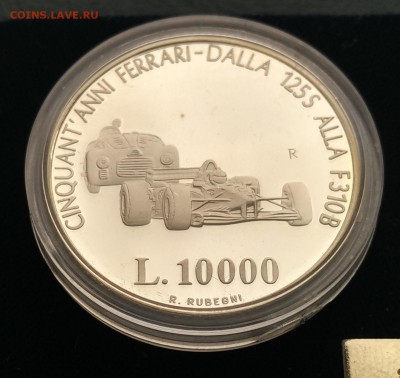 COINS.LAVE.RU
CINQUANT'ANNI FERRARI-DALLA 125S ALLA F310B
R
L. 10000
R. RUBEGNI